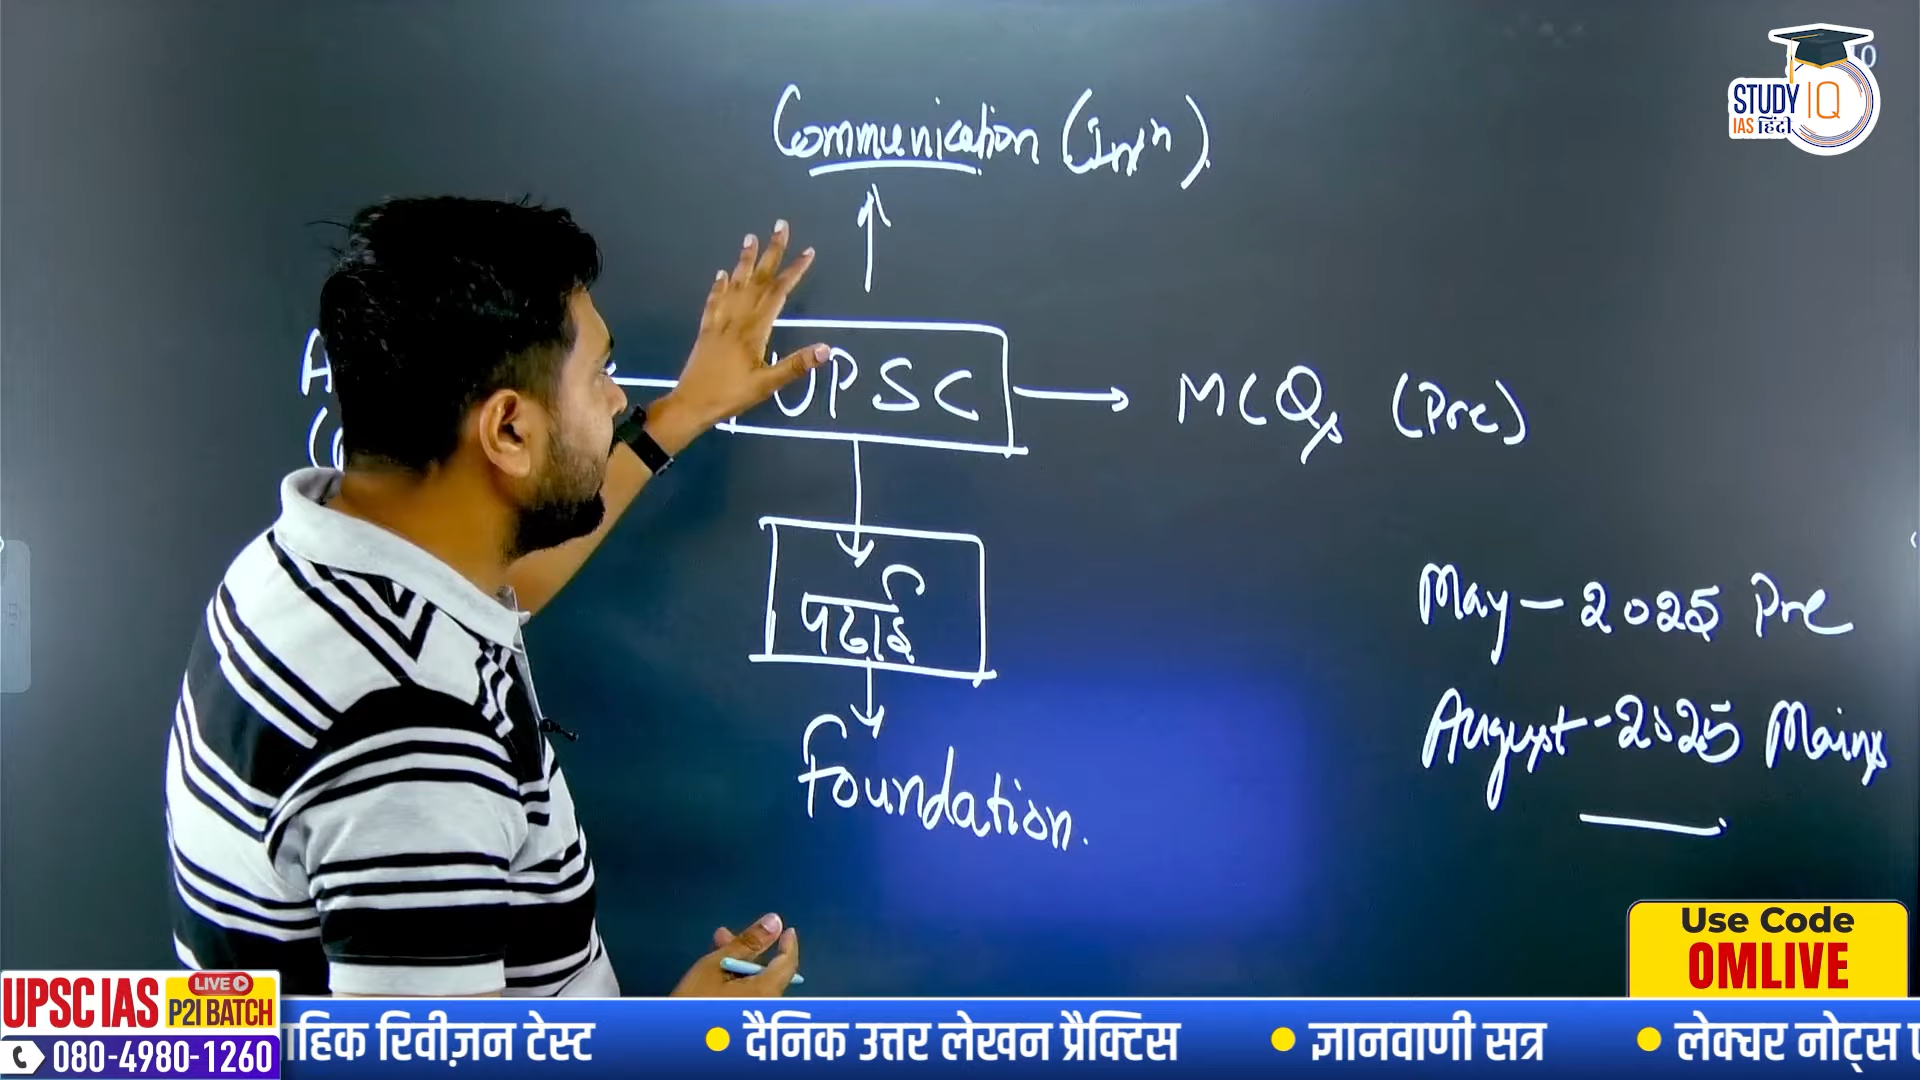 STUDY IQ
IAS हिंदी
Communication (Intⁿ)
UPSC
MCQs (Pre)
पढाई
Foundation.
May - 2025 Pre
August - 2025 Mains
Use Code
OMLIVE
UPSC IAS
LIVE
P2I BATCH
080-4980-1260
रिवीज़न टेस्ट • दैनिक उत्तर लेखन प्रैक्टिस • ज्ञानवाणी सत्र • लेक्चर नोट्स